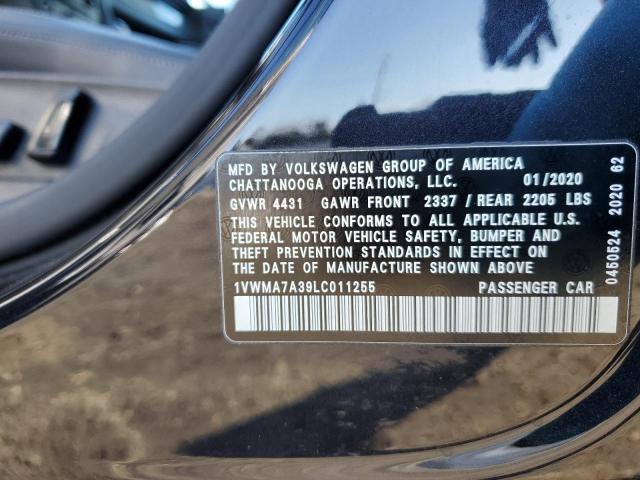 MFD BY VOLKSWAGEN GROUP OF AMERICA
CHATTANOOGA OPERATIONS, LLC. 01/2020
GVWR 4431 GAWR FRONT 2337 / REAR 2205 LBS
THIS VEHICLE CONFORMS TO ALL APPLICABLE U.S.
FEDERAL MOTOR VEHICLE SAFETY, BUMPER AND
THEFT PREVENTION STANDARDS IN EFFECT ON
THE DATE OF MANUFACTURE SHOWN ABOVE
1VWMA7A39LC011255 PASSENGER CAR
0450524 2020 62